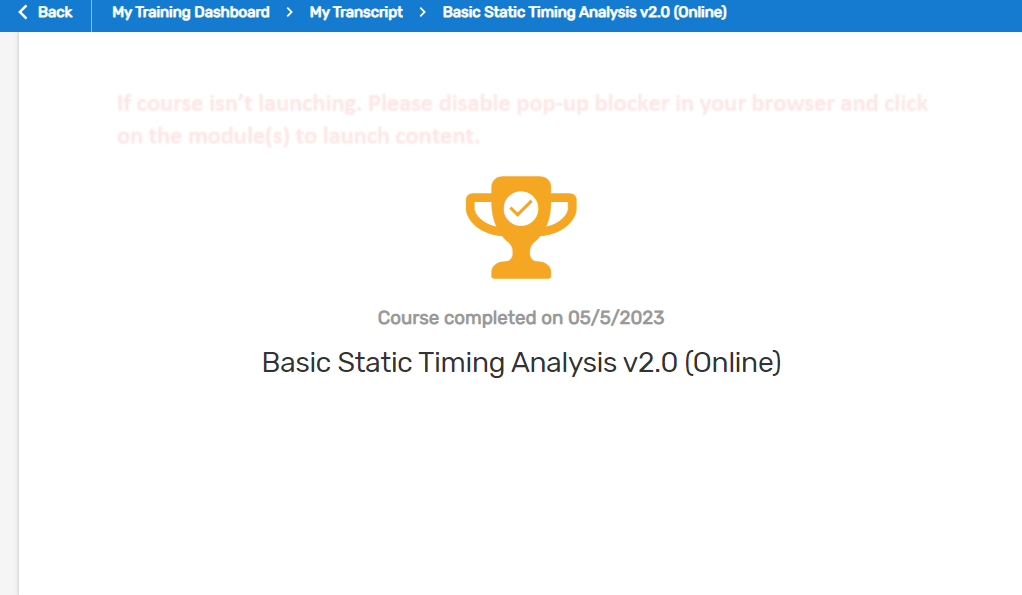 Back My Training Dashboard > My Transcript > Basic Static Timing Analysis v2.0 (Online)
If course isn't launching. Please disable pop-up blocker in your browser and click
on the module(s) to launch content.
Course completed on 05/5/2023
Basic Static Timing Analysis v2.0 (Online)